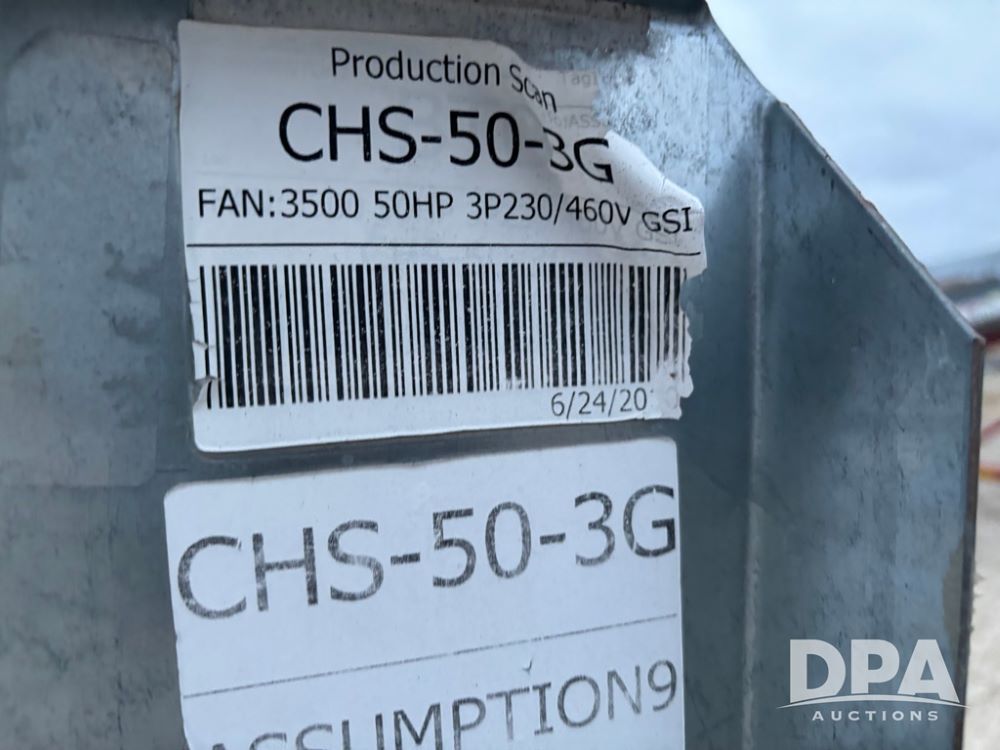 Production Scan
CHS-50-3G
FAN:3500 50HP 3P230/460V GSI
6/24/20
CHS-50-3G
ASSUMPTION9
DPA
AUCTIONS